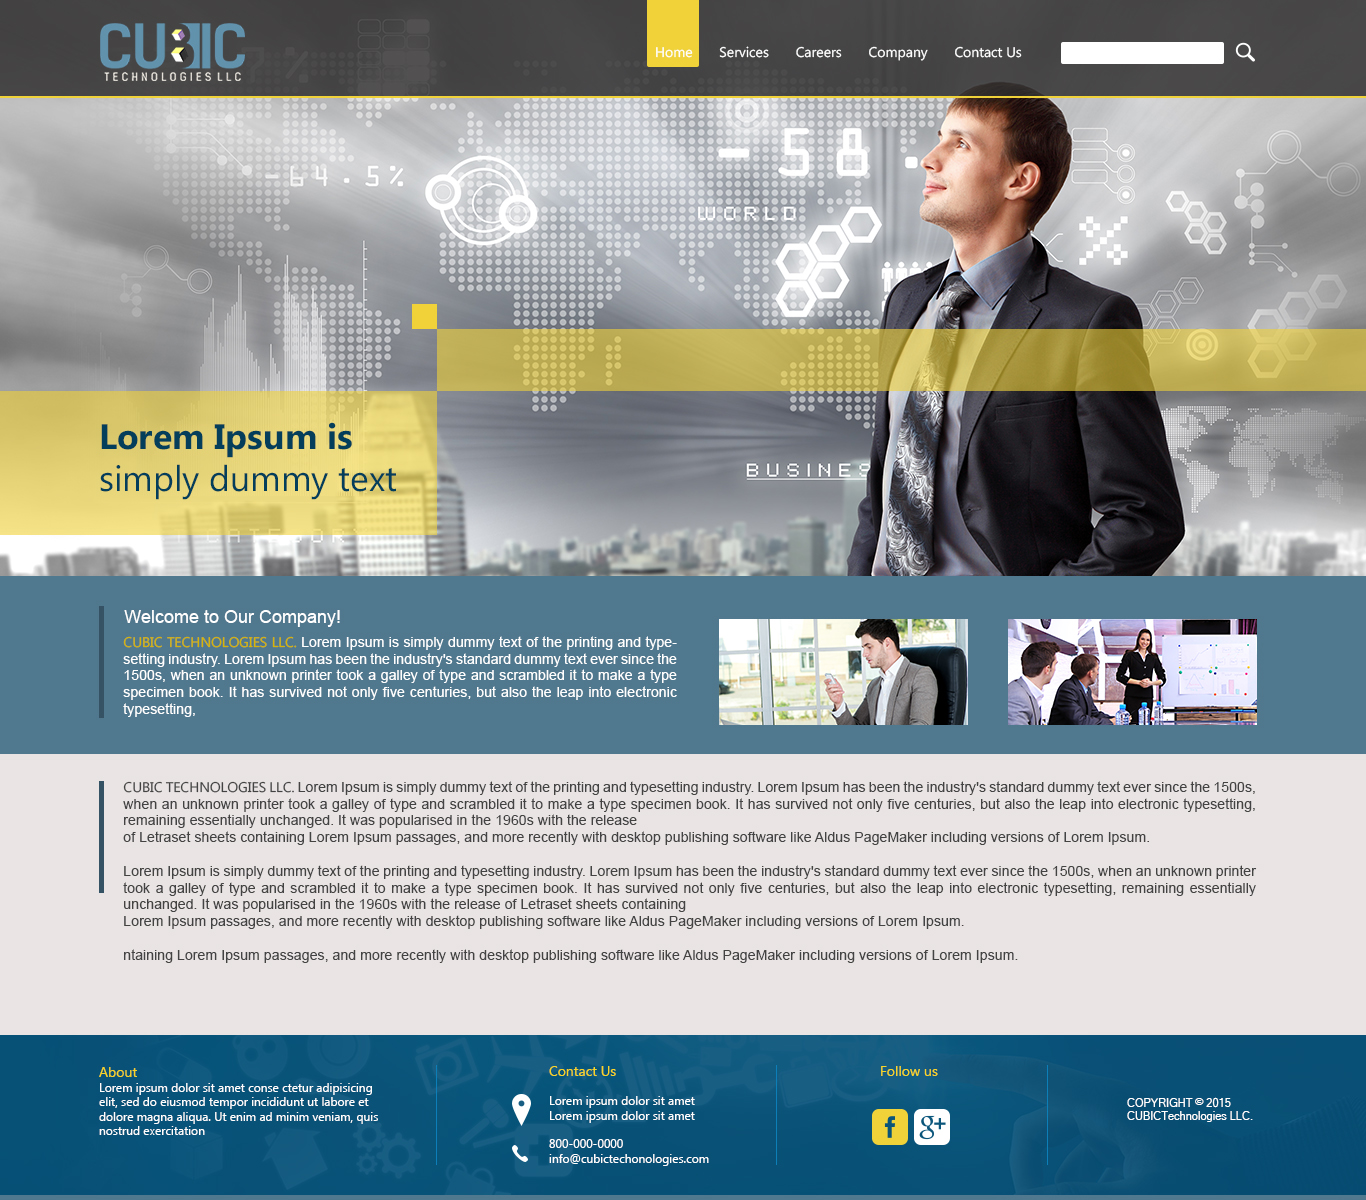 CUBIC
TECHNOLOGIES LLC
Home Services Careers Company Contact Us
-64.5%
-58.
WORLD
BUSINES
Lorem Ipsum is
simply dummy text
CATEGORY
Welcome to Our Company!
CUBIC TECHNOLOGIES LLC. Lorem Ipsum is simply dummy text of the printing and type-
setting industry. Lorem Ipsum has been the industry's standard dummy text ever since the
1500s, when an unknown printer took a galley of type and scrambled it to make a type
specimen book. It has survived not only five centuries, but also the leap into electronic
typesetting,
CUBIC TECHNOLOGIES LLC. Lorem Ipsum is simply dummy text of the printing and typesetting industry. Lorem Ipsum has been the industry's standard dummy text ever since the 1500s,
when an unknown printer took a galley of type and scrambled it to make a type specimen book. It has survived not only five centuries, but also the leap into electronic typesetting,
remaining essentially unchanged. It was popularised in the 1960s with the release
of Letraset sheets containing Lorem Ipsum passages, and more recently with desktop publishing software like Aldus PageMaker including versions of Lorem Ipsum.
Lorem Ipsum is simply dummy text of the printing and typesetting industry. Lorem Ipsum has been the industry's standard dummy text ever since the 1500s, when an unknown printer
took a galley of type and scrambled it to make a type specimen book. It has survived not only five centuries, but also the leap into electronic typesetting, remaining essentially
unchanged. It was popularised in the 1960s with the release of Letraset sheets containing
Lorem Ipsum passages, and more recently with desktop publishing software like Aldus PageMaker including versions of Lorem Ipsum.
ntaining Lorem Ipsum passages, and more recently with desktop publishing software like Aldus PageMaker including versions of Lorem Ipsum.
About
Lorem ipsum dolor sit amet conse ctetur adipisicing
elit, sed do eiusmod tempor incididunt ut labore et
dolore magna aliqua. Ut enim ad minim veniam, quis
nostrud exercitation
Contact Us
Lorem ipsum dolor sit amet
Lorem ipsum dolor sit amet
800-000-0000
info@cubictechonologies.com
Follow us
f g+
COPYRIGHT © 2015
CUBICTechnologies LLC.